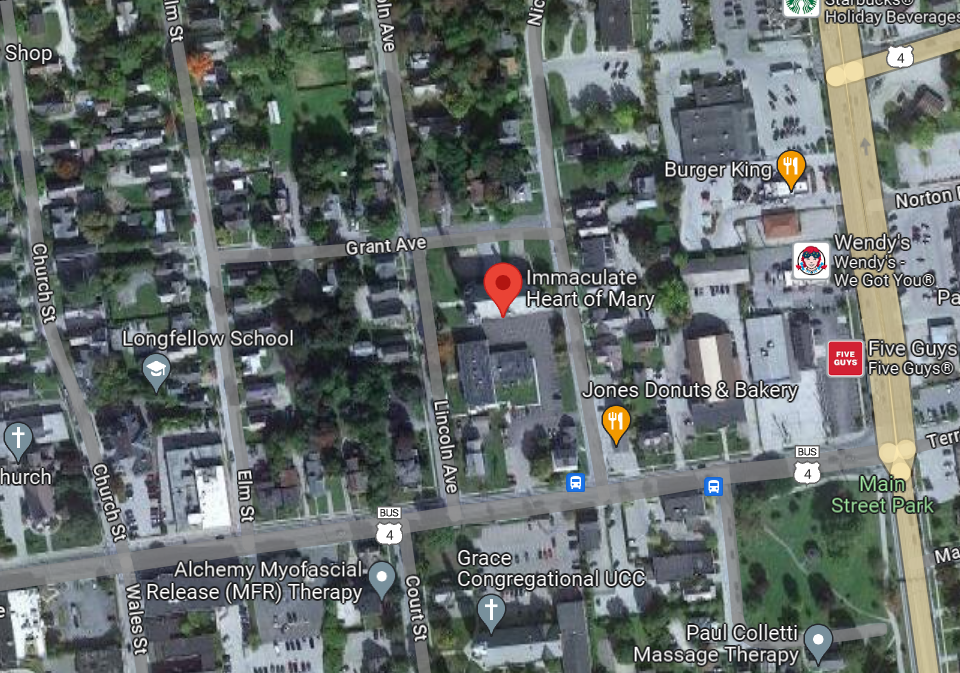 Starbucks®
Holiday Beverages
4
Elm St
Lincoln Ave
Shop
Burger King
Norton
Grant Ave
Wendy's
Wendy's -
We Got You®
Church St
Immaculate
Heart of Mary
Pa
Longfellow School
FIVE
GUYS
Five Guys
Five Guys®
Jones Donuts & Bakery
Lincoln Ave
Terr
BUS
4
hurch
Church St
Elm St
Main
Street Park
BUS
4
Ma
Grace
Congregational UCC
Alchemy Myofascial
Release (MFR) Therapy
Wales St
Court St
Paul Colletti
Massage Therapy